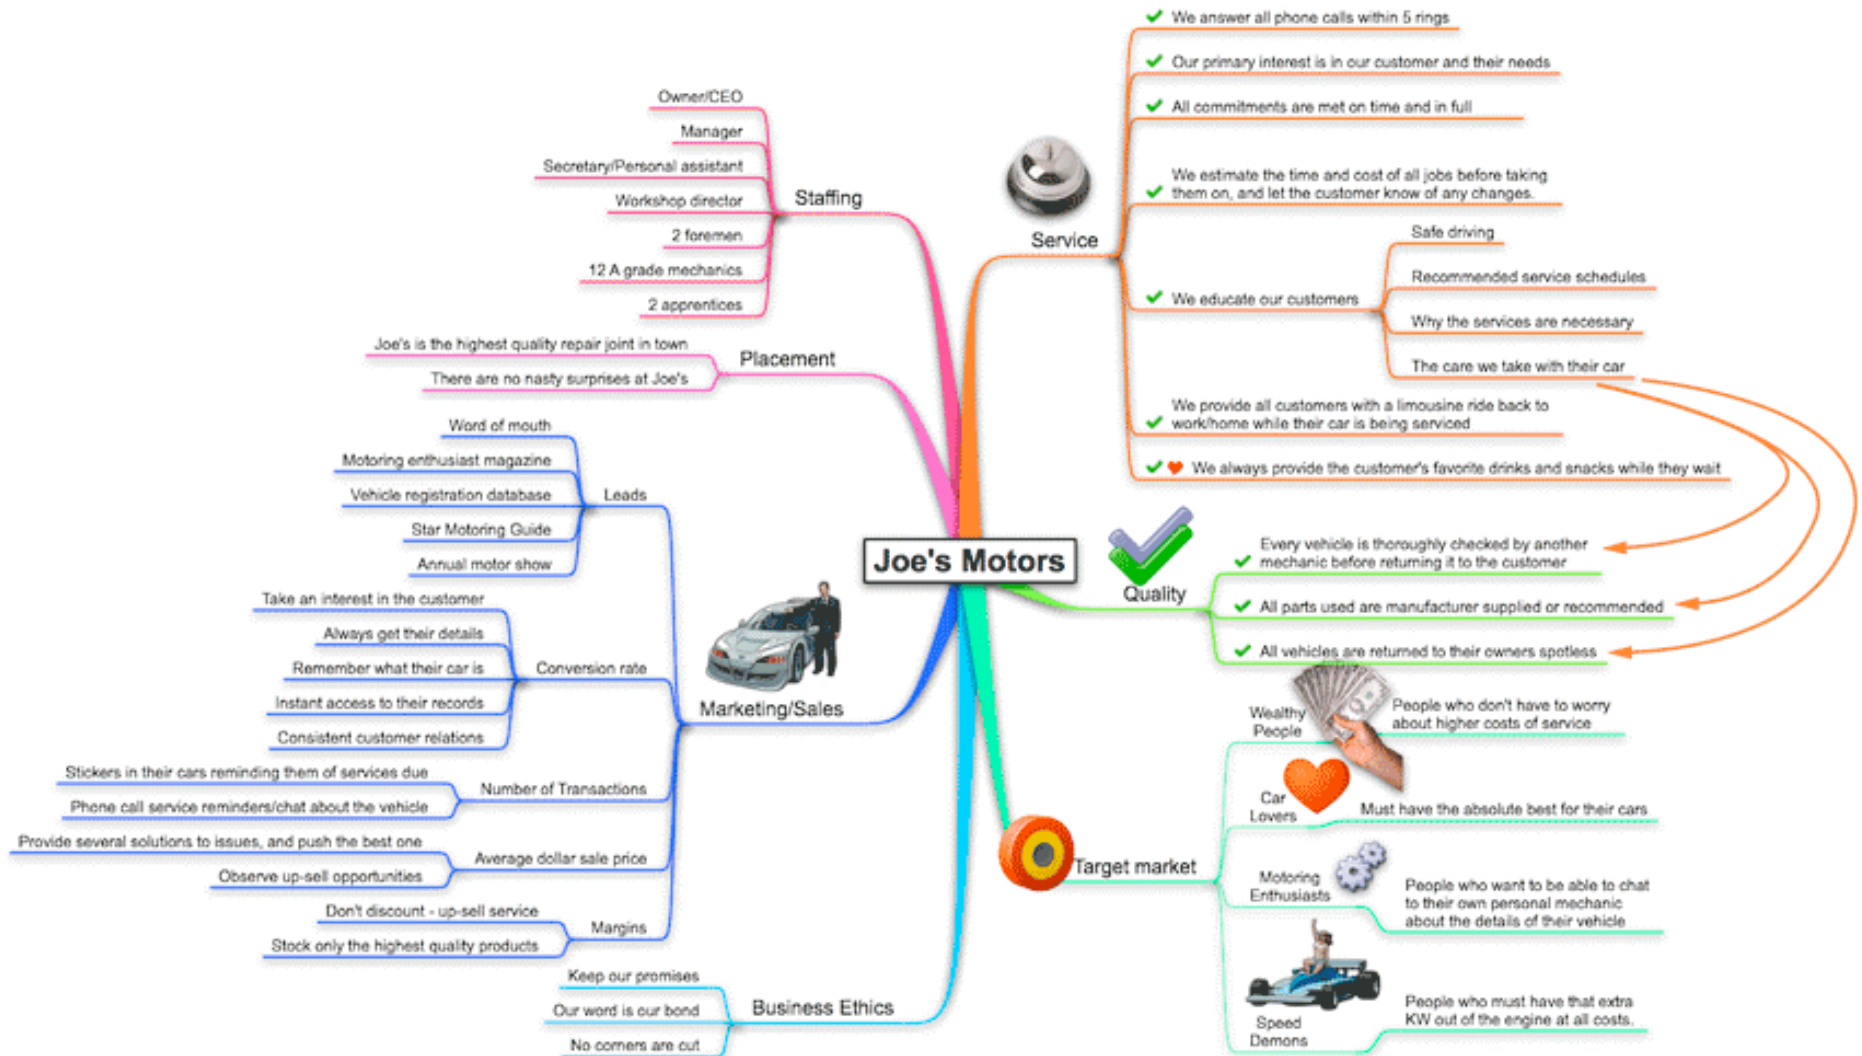 Joe's Motors
Staffing
Owner/CEO
Manager
Secretary/Personal assistant
Workshop director
2 foremen
12 A grade mechanics
2 apprentices
Placement
Joe's is the highest quality repair joint in town
There are no nasty surprises at Joe's
Marketing/Sales
Leads
Word of mouth
Motoring enthusiast magazine
Vehicle registration database
Star Motoring Guide
Annual motor show
Conversion rate
Take an interest in the customer
Always get their details
Remember what their car is
Instant access to their records
Consistent customer relations
Number of Transactions
Stickers in their cars reminding them of services due
Phone call service reminders/chat about the vehicle
Average dollar sale price
Provide several solutions to issues, and push the best one
Observe up-sell opportunities
Margins
Don't discount - up-sell service
Stock only the highest quality products
Business Ethics
Keep our promises
Our word is our bond
No corners are cut
Service
We answer all phone calls within 5 rings
Our primary interest is in our customer and their needs
All commitments are met on time and in full
We estimate the time and cost of all jobs before taking
them on, and let the customer know of any changes.
We educate our customers
Safe driving
Recommended service schedules
Why the services are necessary
The care we take with their car
We provide all customers with a limousine ride back to
work/home while their car is being serviced
We always provide the customer's favorite drinks and snacks while they wait
Quality
Every vehicle is thoroughly checked by another
mechanic before returning it to the customer
All parts used are manufacturer supplied or recommended
All vehicles are returned to their owners spotless
Target market
Wealthy
People
People who don't have to worry
about higher costs of service
Car
Lovers
Must have the absolute best for their cars
Motoring
Enthusiasts
People who want to be able to chat
to their own personal mechanic
about the details of their vehicle
Speed
Demons
People who must have that extra
KW out of the engine at all costs.